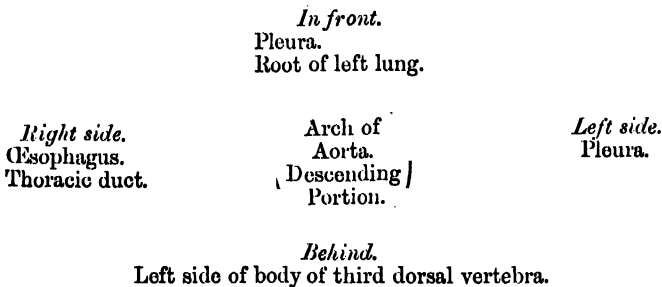 In front.
Pleura.
Root of left lung.
Right side.
Œsophagus.
Thoracic duct.
Arch of
Aorta.
Descending
Portion.
Left side.
Pleura.
Behind.
Left side of body of third dorsal vertebra.